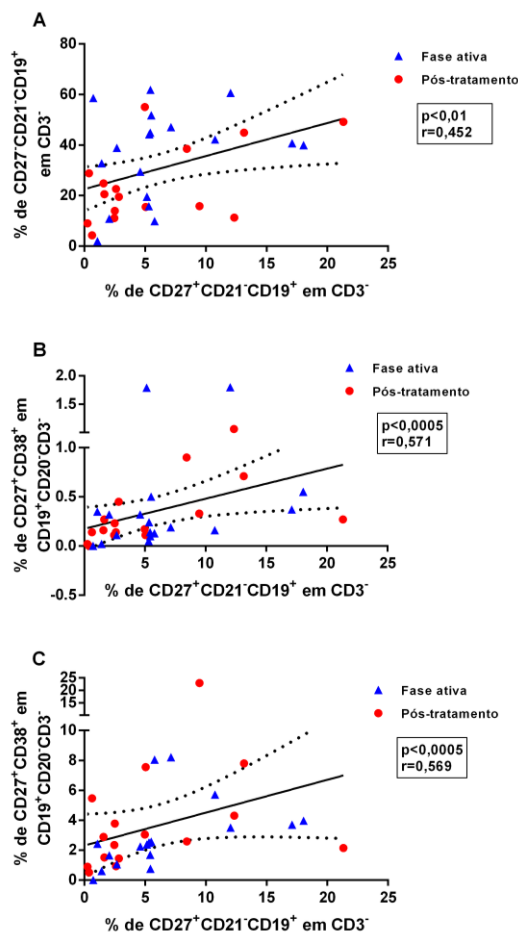 A
80
60
40
20
0
0 5 10 15 20 25
% de CD27⁻CD21⁻CD19⁺
em CD3⁻
% de CD27⁺CD21⁻CD19⁺ em CD3⁻
Fase ativa
Pós-tratamento
p<0,01
r=0,452
B
2.0
1.5
1.0
0.5
0.0
-0.5
5 10 15 20 25
% de CD27⁺CD38⁺ em
CD19⁺CD20⁻CD3⁻
% de CD27⁺CD21⁻CD19⁺ em CD3⁻
Fase ativa
Pós-tratamento
p<0,0005
r=0,571
C
25
20
15
10
8
6
4
2
0
0 5 10 15 20 25
% de CD27⁺CD38⁺ em
CD19⁺CD20⁻CD3⁻
% de CD27⁺CD21⁻CD19⁺ em CD3⁻
Fase ativa
Pós-tratamento
p<0,0005
r=0,569